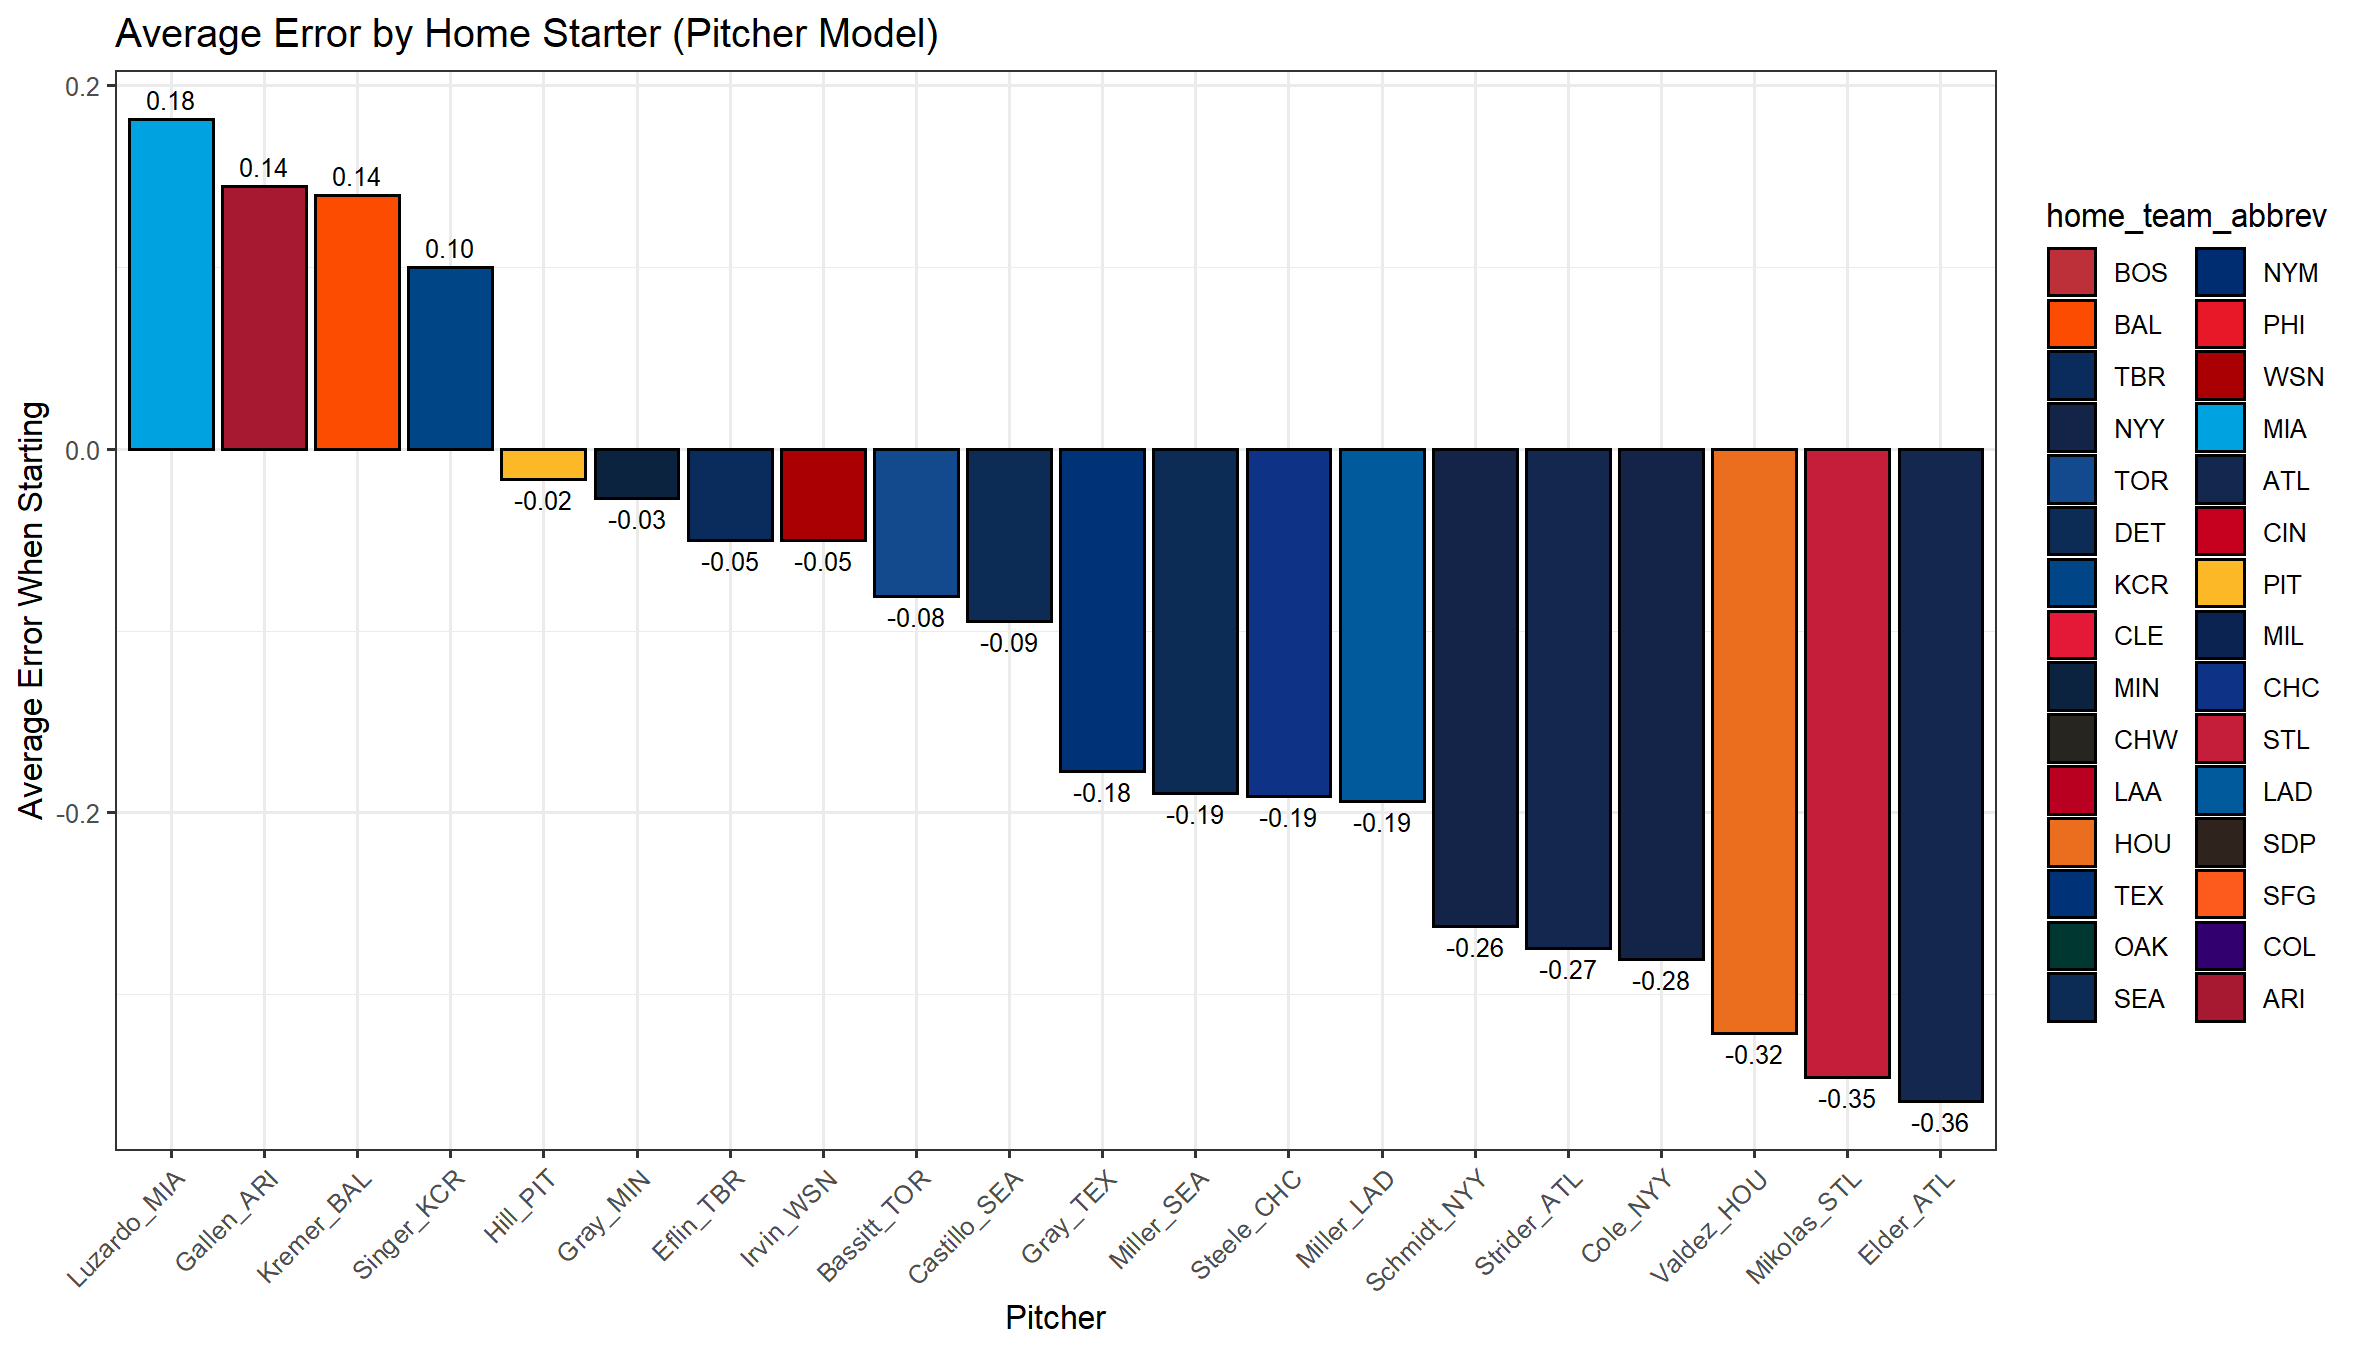 Average Error by Home Starter (Pitcher Model)
0.2
0.0
-0.2
Average Error When Starting
0.18
0.14
0.14
0.10
-0.02
-0.03
-0.05
-0.05
-0.08
-0.09
-0.18
-0.19
-0.19
-0.19
-0.26
-0.27
-0.28
-0.32
-0.35
-0.36
Luzardo_MIA
Gallen_ARI
Kremer_BAL
Singer_KCR
Hill_PIT
Gray_MIN
Eflin_TBR
Irvin_WSN
Bassitt_TOR
Castillo_SEA
Gray_TEX
Miller_SEA
Steele_CHC
Miller_LAD
Schmidt_NYY
Strider_ATL
Cole_NYY
Valdez_HOU
Mikolas_STL
Elder_ATL
Pitcher
home_team_abbrev
BOS
BAL
TBR
NYY
TOR
DET
KCR
CLE
MIN
CHW
LAA
HOU
TEX
OAK
SEA
NYM
PHI
WSN
MIA
ATL
CIN
PIT
MIL
CHC
STL
LAD
SDP
SFG
COL
ARI